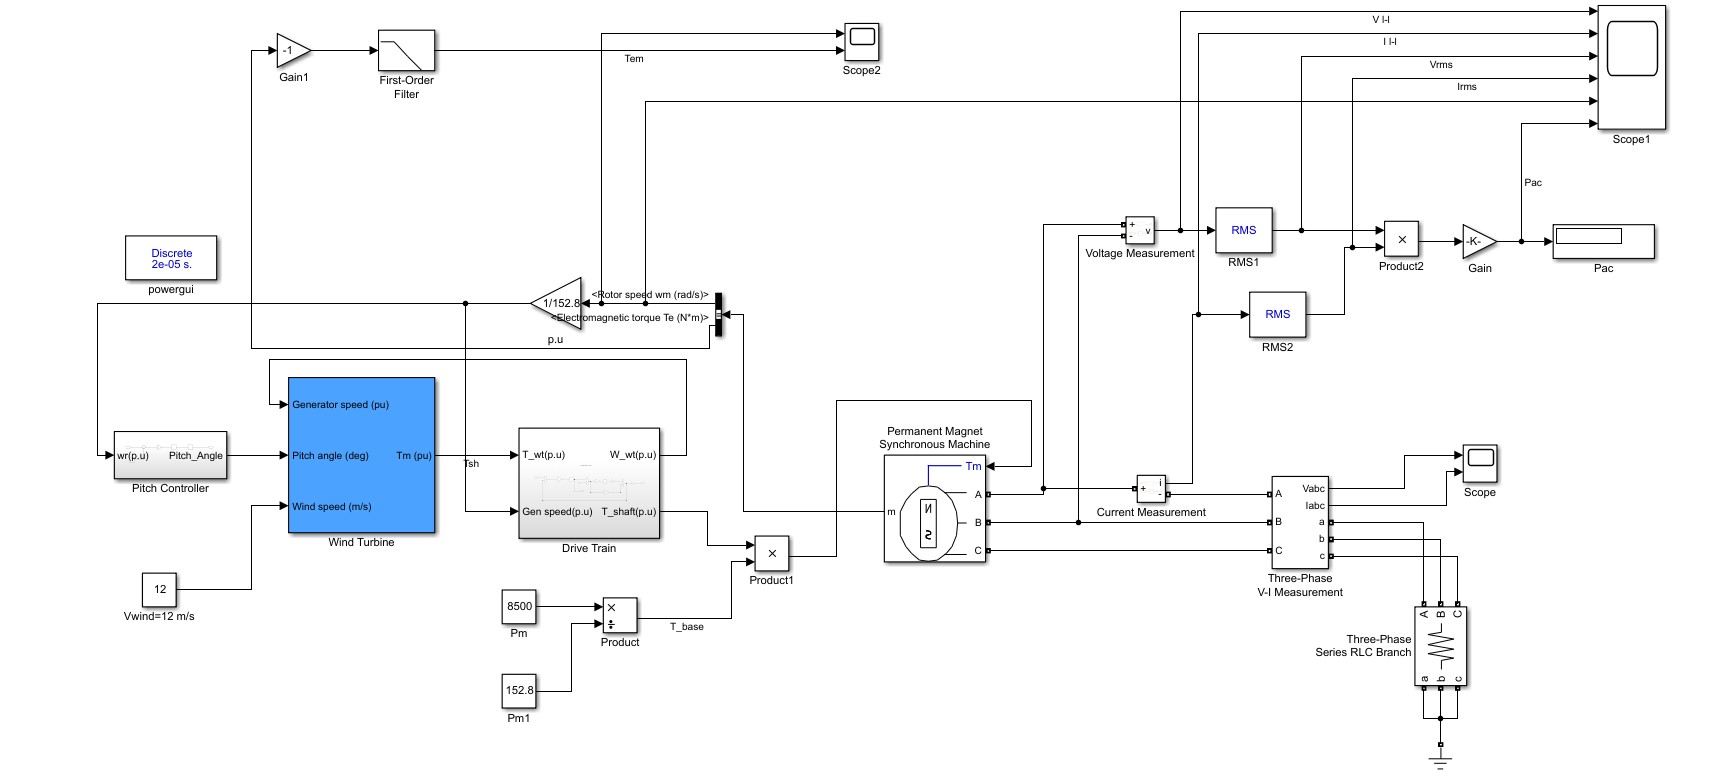 V l-l
I l-l
Vrms
Irms
Scope1
-1
Gain1
First-Order
Filter
Tem
Scope2
Pac
Discrete
2e-05 s.
powergui
+
-
v
Voltage Measurement
RMS
RMS1
×
Product2
-K-
Gain
Pac
1/152.8
p.u
<Rotor speed wm (rad/s)>
<Electromagnetic torque Te (N*m)>
RMS
RMS2
wr(p.u)
Pitch_Angle
Pitch Controller
Generator speed (pu)
Pitch angle (deg)
Tm (pu)
Wind speed (m/s)
Wind Turbine
Tsh
T_wt(p.u)
W_wt(p.u)
Gen speed(p.u)
T_shaft(p.u)
Drive Train
Permanent Magnet
Synchronous Machine
Tm
m
A
B
C
N
S
×
Product1
+
i
-
Current Measurement
A
B
C
Vabc
Iabc
a
b
c
Three-Phase
V-I Measurement
Scope
12
Vwind=12 m/s
8500
Pm
×
÷
Product
T_base
152.8
Pm1
A
B
C
Three-Phase
Series RLC Branch
a
b
c